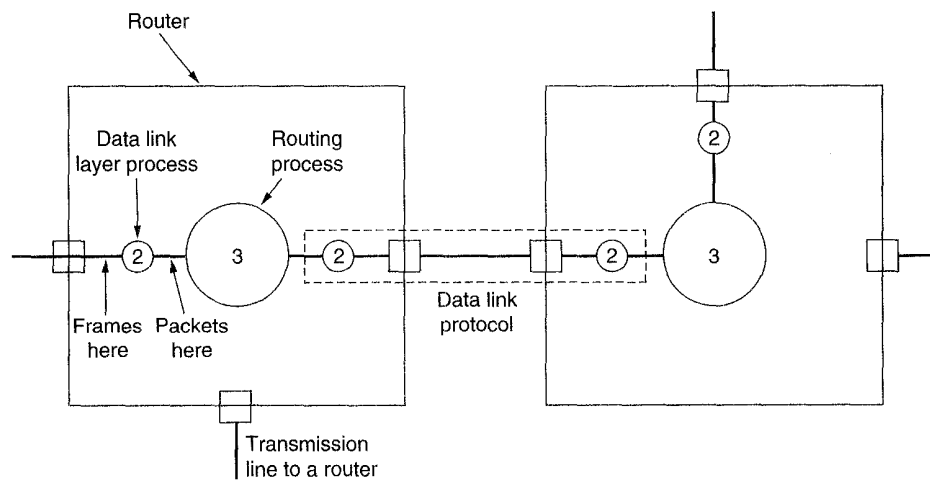 Router
Data link
layer process
Routing
process
2
3
2
2
3
2
Frames
here
Packets
here
Data link
protocol
Transmission
line to a router